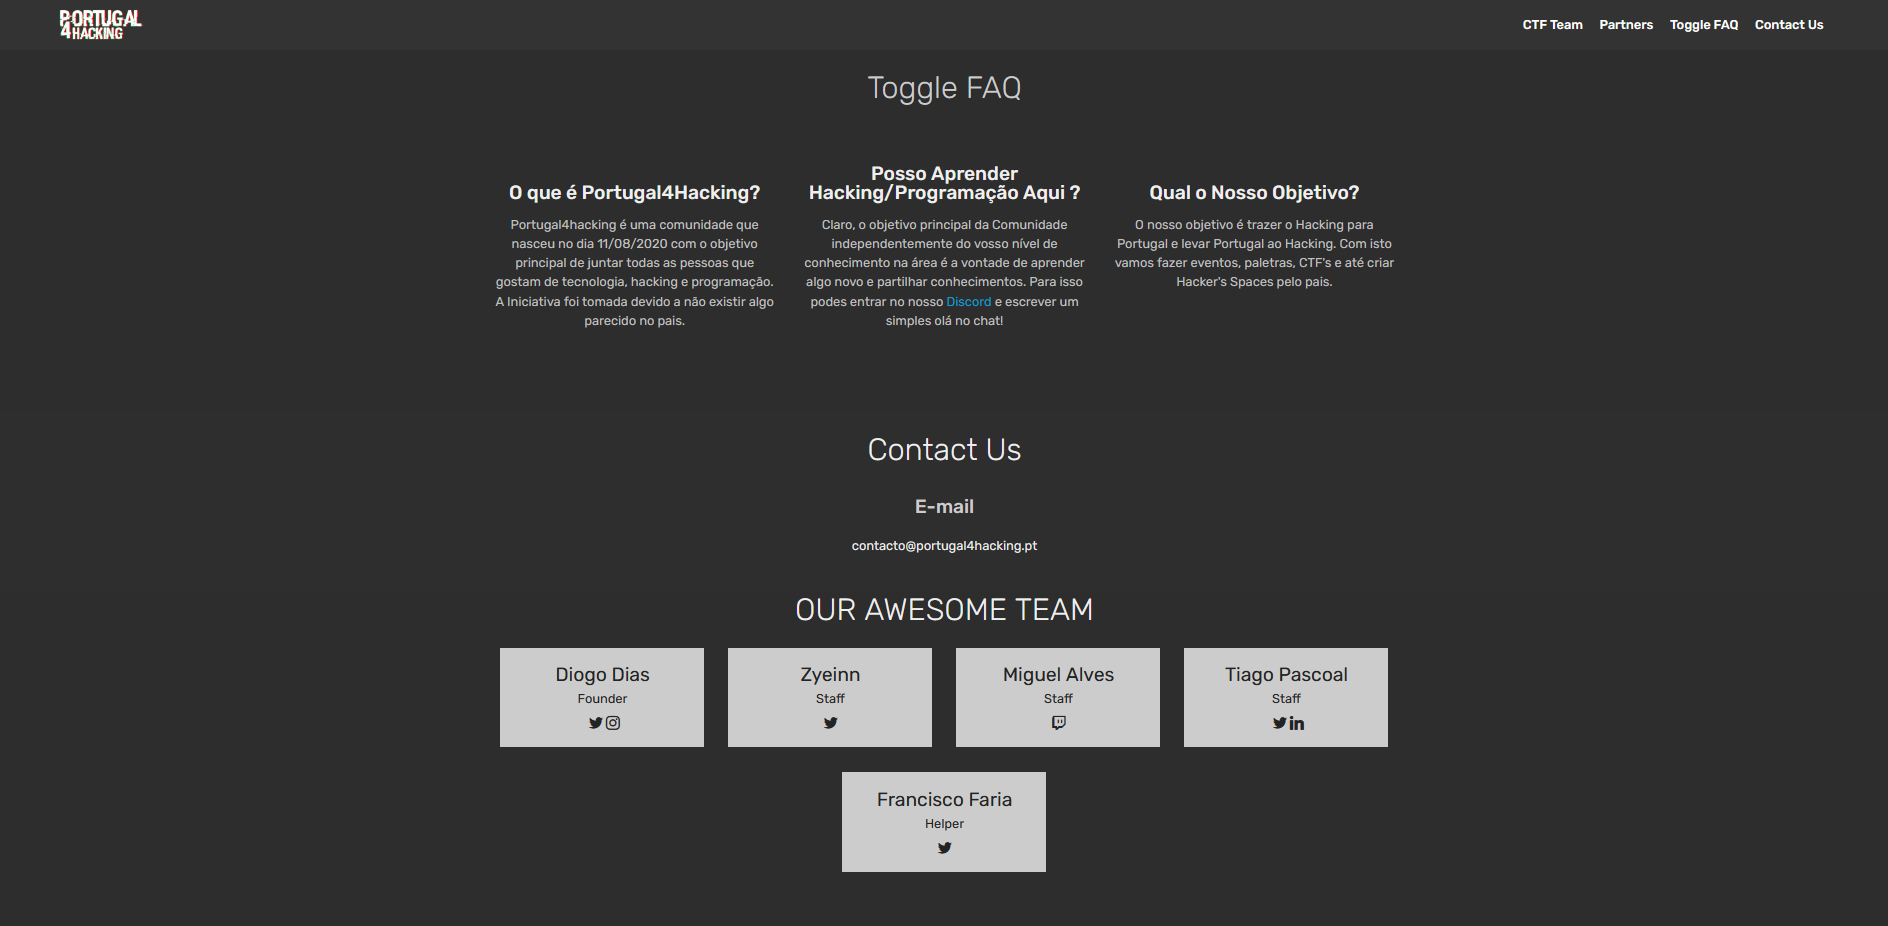 PORTUGAL
4HACKING
CTF Team Partners Toggle FAQ Contact Us
Toggle FAQ
O que é Portugal4Hacking?
Portugal4hacking é uma comunidade que
nasceu no dia 11/08/2020 com o objetivo
principal de juntar todas as pessoas que
gostam de tecnologia, hacking e programação.
A Iniciativa foi tomada devido a não existir algo
parecido no pais.
Posso Aprender
Hacking/Programação Aqui ?
Claro, o objetivo principal da Comunidade
independentemente do vosso nível de
conhecimento na área é a vontade de aprender
algo novo e partilhar conhecimentos. Para isso
podes entrar no nosso Discord e escrever um
simples olá no chat!
Qual o Nosso Objetivo?
O nosso objetivo é trazer o Hacking para
Portugal e levar Portugal ao Hacking. Com isto
vamos fazer eventos, paletras, CTF's e até criar
Hacker's Spaces pelo pais.
Contact Us
E-mail
contacto@portugal4hacking.pt
OUR AWESOME TEAM
Diogo Dias
Founder
Zyeinn
Staff
Miguel Alves
Staff
Tiago Pascoal
Staff
Francisco Faria
Helper